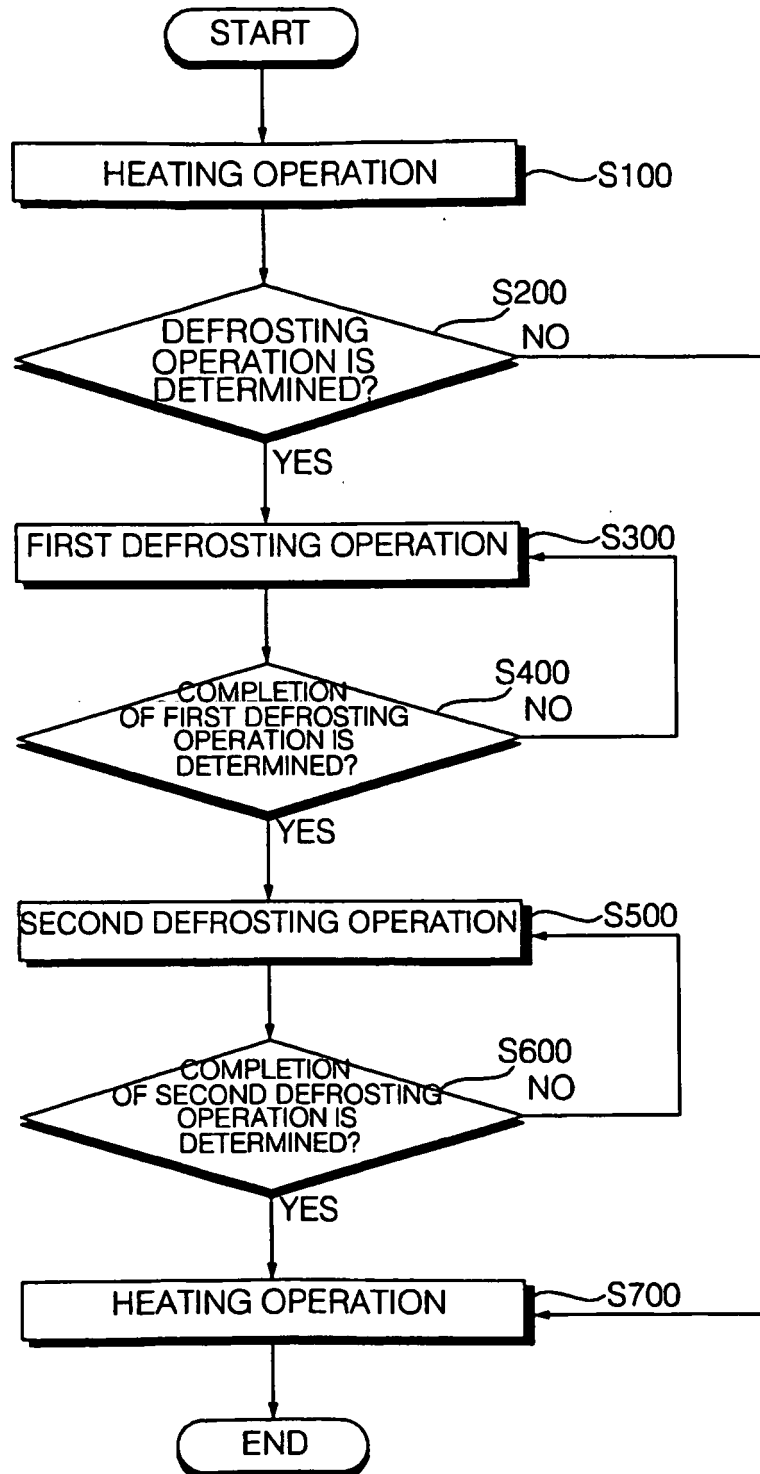 START
HEATING OPERATION
S100
S200
DEFROSTING
OPERATION IS
DETERMINED?
NO
YES
FIRST DEFROSTING OPERATION
S300
S400
COMPLETION
OF FIRST DEFROSTING
OPERATION IS
DETERMINED?
NO
YES
SECOND DEFROSTING OPERATION
S500
S600
COMPLETION
OF SECOND DEFROSTING
OPERATION IS
DETERMINED?
NO
YES
HEATING OPERATION
S700
END